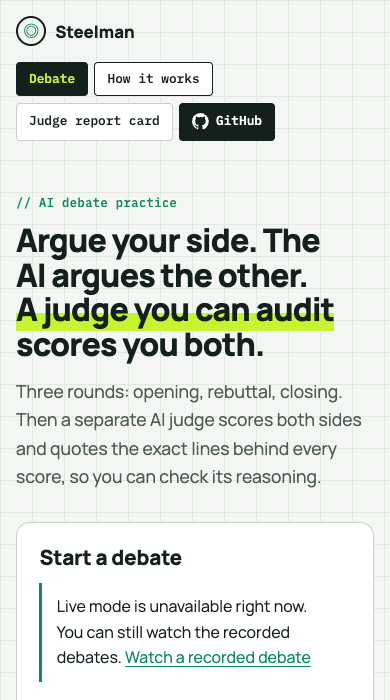 Steelman
Debate
How it works
Judge report card
GitHub
// AI debate practice
Argue your side. The
AI argues the other.
A judge you can audit
scores you both.
Three rounds: opening, rebuttal, closing.
Then a separate AI judge scores both sides
and quotes the exact lines behind every
score, so you can check its reasoning.
Start a debate
Live mode is unavailable right now.
You can still watch the recorded
debates. Watch a recorded debate